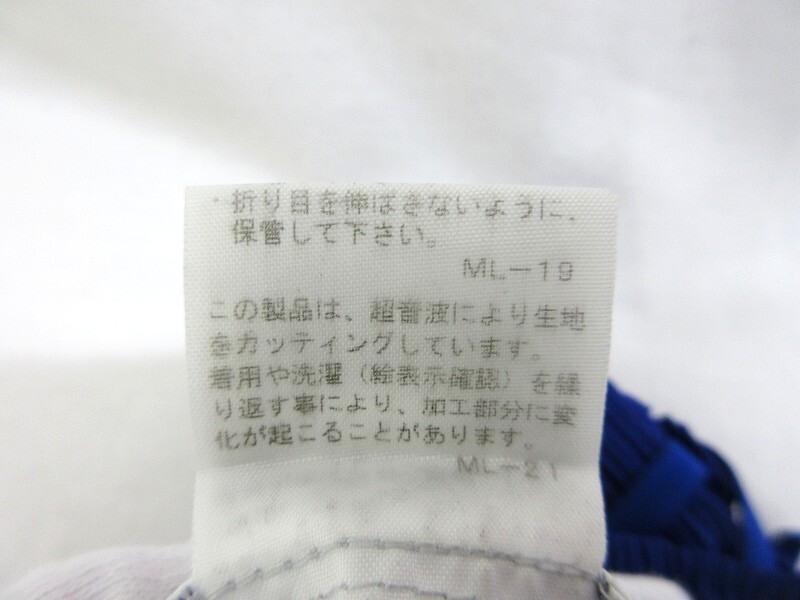 ・折り目を伸ばさないように、
保管して下さい。
ML－19
この製品は、超音波により生地
をカッティングしています。
着用や洗濯（絵表示確認）を繰
り返す事により、加工部分に変
化が起こることがあります。
ML－21